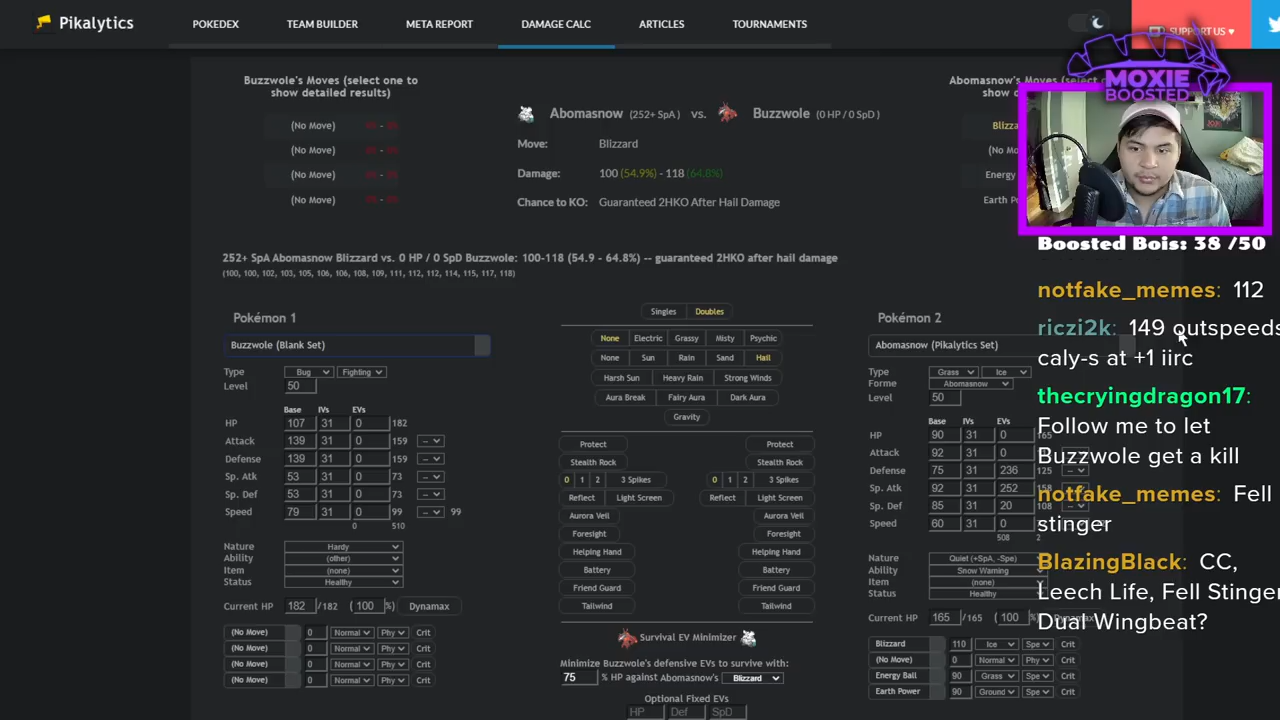 Pikalytics
POKEDEX
TEAM BUILDER
META REPORT
DAMAGE CALC
ARTICLES
TOURNAMENTS
SUPPORT US ♥
MOXIE
BOOSTED
Buzzwole's Moves (select one to
show detailed results)
(No Move)
(No Move)
(No Move)
(No Move)
Abomasnow (252+ SpA) vs. Buzzwole (0 HP / 0 SpD )
Move: Blizzard
Damage: 100 (54.9%) - 118 (64.8%)
Chance to KO: Guaranteed 2HKO After Hail Damage
Abomasnow's Moves (select
Energy
Earth Po
252+ SpA Abomasnow Blizzard vs. 0 HP / 0 SpD Buzzwole: 100-118 (54.9 - 64.8%) -- guaranteed 2HKO after hail damage
(100, 100, 102, 103, 105, 106, 106, 108, 109, 111, 112, 112, 114, 115, 117, 118)
Boosted Bois: 38 /50
notfake_memes: 112
riczi2k: 149 outspeeds
caly-s at +1 iirc
thecryingdragon17:
Follow me to let
Buzzwole get a kill
notfake_memes: Fell
stinger
BlazingBlack: CC,
Leech Life, Fell Stinger
Dual Wingbeat?
Pokémon 1
Buzzwole (Blank Set)
Type Bug Fighting
Level 50
Base IVs EVs
HP 107 31 0 182
Attack 139 31 0 159 --
Defense 139 31 0 159 --
Sp. Atk 53 31 0 73 --
Sp. Def 53 31 0 73 --
Speed 79 31 0 99 -- 99
0 510
Nature Hardy
Ability (other)
Item (none)
Status Healthy
Current HP 182 /182 ( 100 %) Dynamax
(No Move) 0 Normal Phy Crit
(No Move) 0 Normal Phy Crit
(No Move) 0 Normal Phy Crit
(No Move) 0 Normal Phy Crit
Singles Doubles
None Electric Grassy Misty Psychic
None Sun Rain Sand Hail
Harsh Sun Heavy Rain Strong Winds
Aura Break Fairy Aura Dark Aura
Gravity
Protect Protect
Stealth Rock Stealth Rock
0 1 2 3 Spikes 0 1 2 3 Spikes
Reflect Light Screen Reflect Light Screen
Aurora Veil Aurora Veil
Foresight Foresight
Helping Hand Helping Hand
Battery Battery
Friend Guard Friend Guard
Tailwind Tailwind
Survival EV Minimizer
Minimize Buzzwole's defensive EVs to survive with:
75 % HP against Abomasnow's Blizzard
Optional Fixed EVs
HP Def SpD
Pokémon 2
Abomasnow (Pikalytics Set)
Type Grass Ice
Forme Abomasnow
Level 50
Base IVs EVs
HP 90 31 0 165
Attack 92 31 0
Defense 75 31 236 125 --
Sp. Atk 92 31 252 158
Sp. Def 85 31 20 108 --
Speed 60 31 0
508 2
Nature Quiet (+SpA, -Spe)
Ability Snow Warning
Item (none)
Status Healthy
Current HP 165 /165 ( 100 %)
Blizzard 110 Ice Spe Crit
(No Move) 0 Normal Phy Crit
Energy Ball 90 Grass Spe Crit
Earth Power 90 Ground Spe Crit